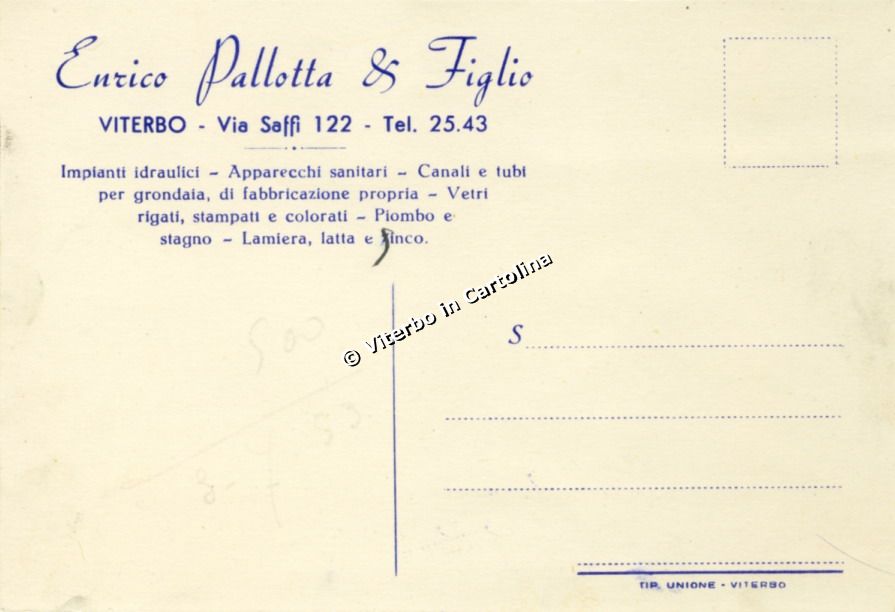 Enrico Pallotta & Figlio
VITERBO - Via Saffi 122 - Tel. 25.43
Impianti idraulici - Apparecchi sanitari - Canali e tubi
per grondaia, di fabbricazione propria - Vetri
rigati, stampati e colorati - Piombo e
stagno - Lamiera, latta e zinco.
© Viterbo in Cartolina
500
S
TIP. UNIONE - VITERBO